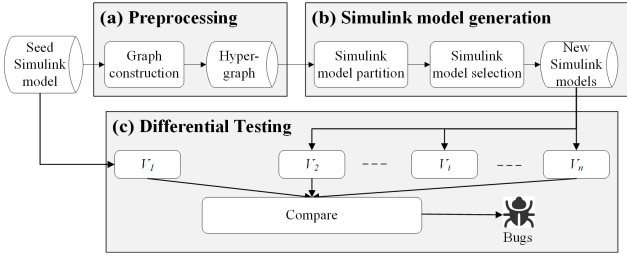 (a) Preprocessing
(b) Simulink model generation
Seed
Simulink
model
Graph
construction
Hyper-
graph
Simulink
model partition
Simulink
model selection
New
Simulink
models
(c) Differential Testing
V1
V2
Vi
Vn
Compare
Bugs